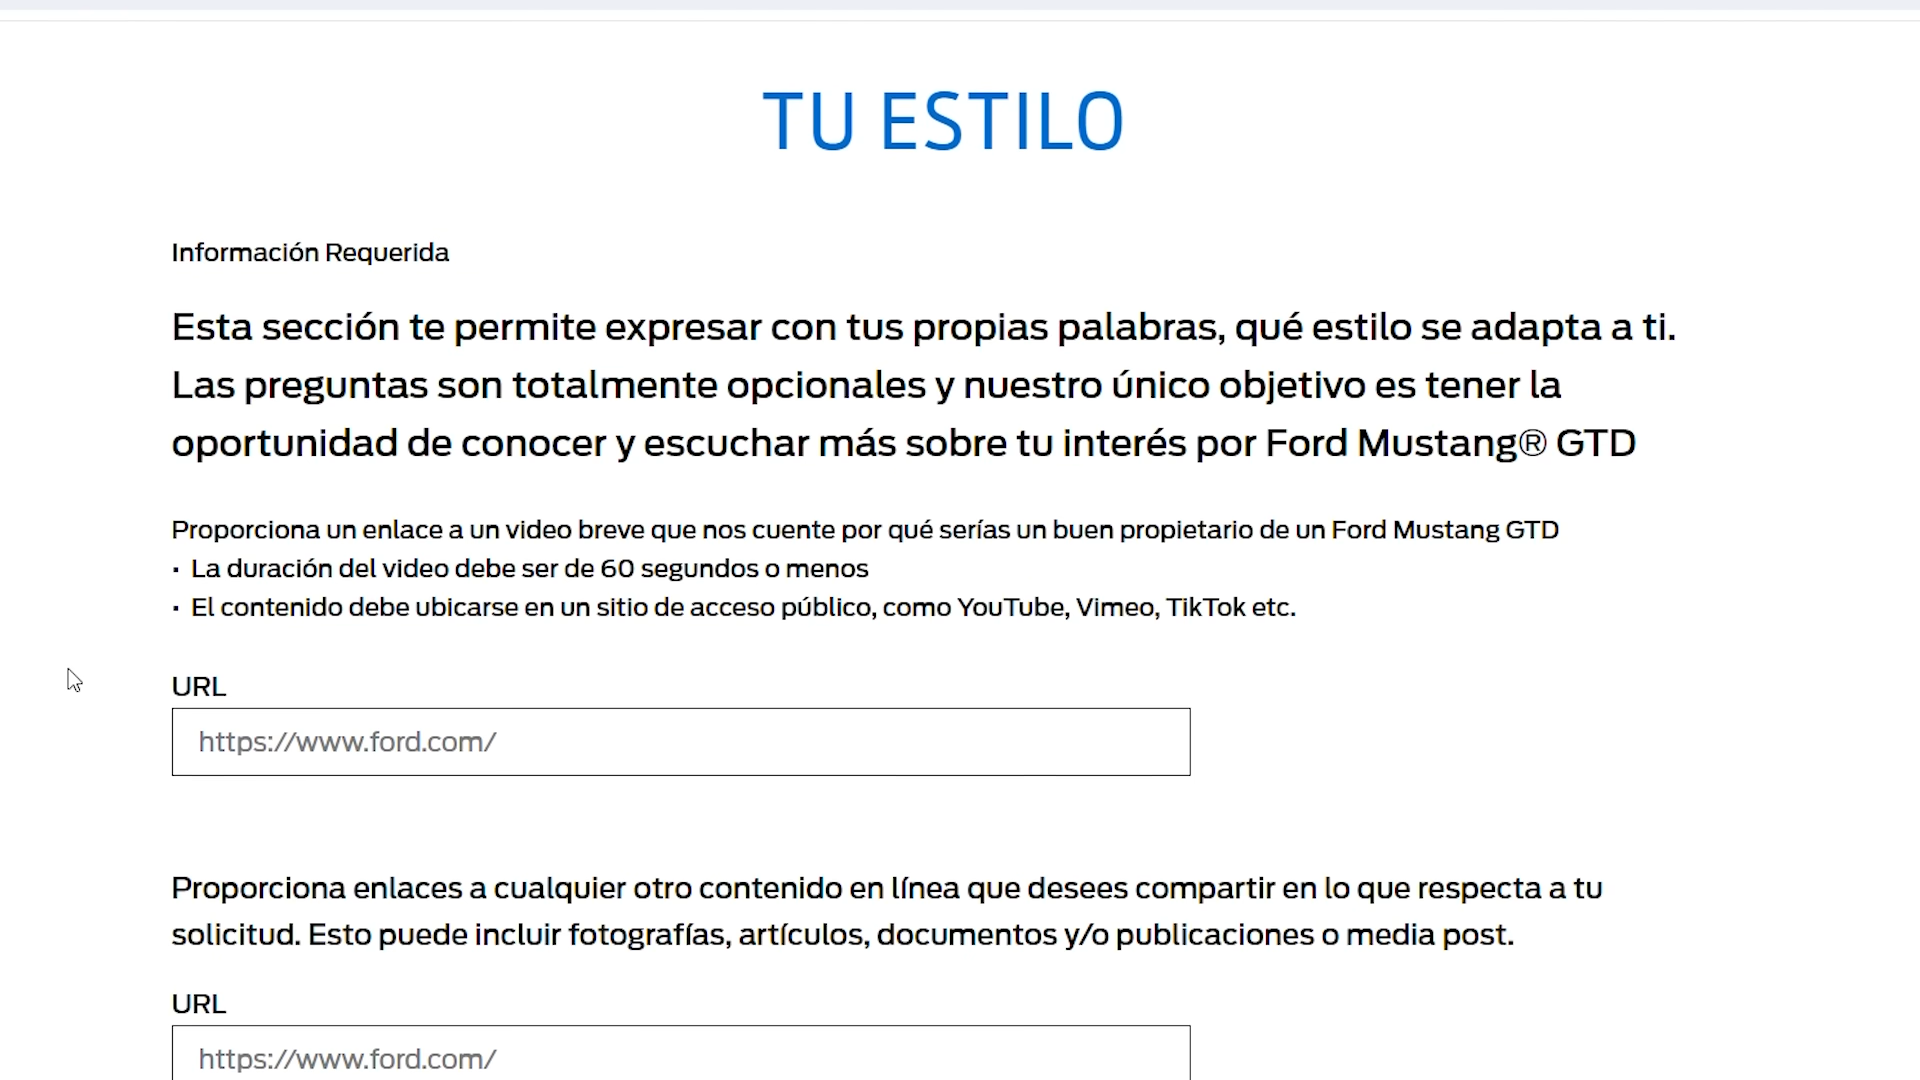 TU ESTILO
Información Requerida
Esta sección te permite expresar con tus propias palabras, qué estilo se adapta a ti.
Las preguntas son totalmente opcionales y nuestro único objetivo es tener la
oportunidad de conocer y escuchar más sobre tu interés por Ford Mustang® GTD
Proporciona un enlace a un video breve que nos cuente por qué serías un buen propietario de un Ford Mustang GTD
· La duración del video debe ser de 60 segundos o menos
· El contenido debe ubicarse en un sitio de acceso público, como YouTube, Vimeo, TikTok etc.
URL
https://www.ford.com/
Proporciona enlaces a cualquier otro contenido en línea que desees compartir en lo que respecta a tu
solicitud. Esto puede incluir fotografías, artículos, documentos y/o publicaciones o media post.
URL
https://www.ford.com/